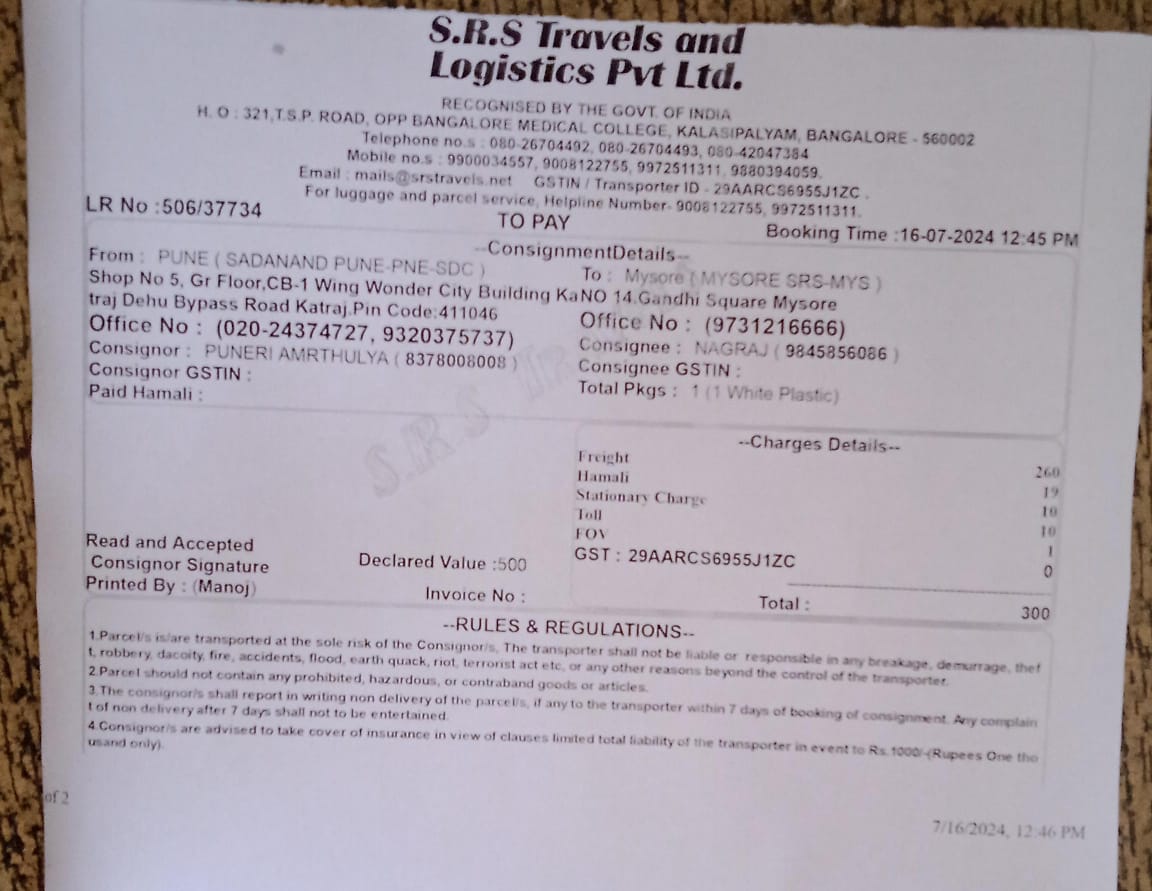 S.R.S Travels and
Logistics Pvt Ltd.
RECOGNISED BY THE GOVT. OF INDIA
H. O : 321,T.S.P. ROAD, OPP BANGALORE MEDICAL COLLEGE, KALASIPALYAM, BANGALORE - 560002
Telephone no.s : 080-26704492, 080-26704493, 080-42047384
Mobile no.s : 9900034557, 9008122755, 9972511311, 9880394059.
Email : mails@srstravels.net GSTIN / Transporter ID - 29AARCS6955J1ZC .
For luggage and parcel service, Helpline Number- 9008122755, 9972511311.
LR No :506/37734
TO PAY
Booking Time :16-07-2024 12:45 PM
--ConsignmentDetails--
From : PUNE ( SADANAND PUNE-PNE-SDC )
Shop No 5, Gr Floor,CB-1 Wing Wonder City Building Ka
traj Dehu Bypass Road Katraj.Pin Code:411046
Office No : (020-24374727, 9320375737)
Consignor : PUNERI AMRTHULYA ( 8378008008 )
Consignor GSTIN :
Paid Hamali :
To : Mysore ( MYSORE SRS-MYS )
NO 14.Gandhi Square Mysore
Office No : (9731216666)
Consignee : NAGRAJ ( 9845856086 )
Consignee GSTIN :
Total Pkgs : 1 (1 White Plastic)
S.R.S Tr
--Charges Details--
Freight 260
Hamali 19
Stationary Charge 10
Toll 10
FOV 1
GST : 29AARCS6955J1ZC 0
Total : 300
Read and Accepted
Consignor Signature
Printed By : (Manoj)
Declared Value :500
Invoice No :
--RULES & REGULATIONS--
1.Parcel/s is/are transported at the sole risk of the Consignor/s, The transporter shall not be liable or responsible in any breakage, demurrage, thef
t, robbery, dacoity, fire, accidents, flood, earth quack, riot, terrorist act etc, or any other reasons beyond the control of the transporter.
2.Parcel should not contain any prohibited, hazardous, or contraband goods or articles.
3.The consignor/s shall report in writing non delivery of the parcel/s, if any to the transporter within 7 days of booking of consignment. Any complain
t of non delivery after 7 days shall not to be entertained.
4.Consignor/s are advised to take cover of insurance in view of clauses limited total liability of the transporter in event to Rs.1000/-(Rupees One tho
usand only).
of 2
7/16/2024, 12:46 PM